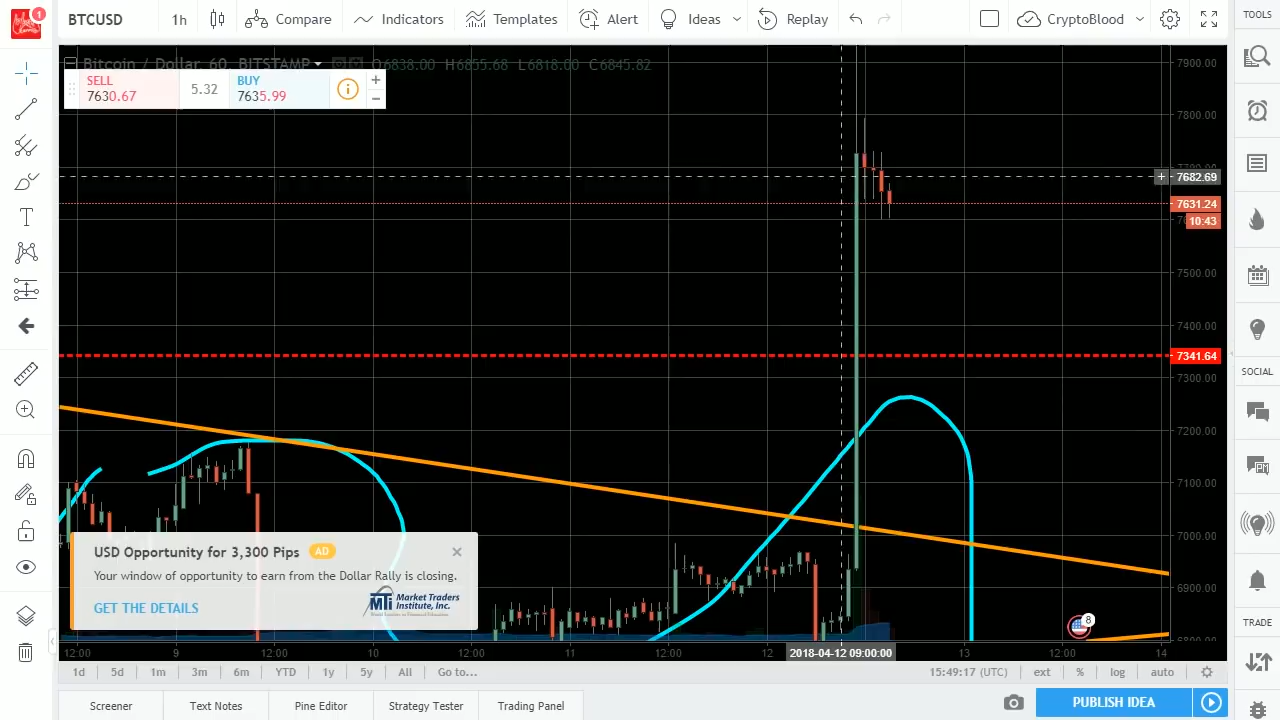 1
BTCUSD
1h
Compare
Indicators
Templates
Alert
Ideas
Replay
CryptoBlood
TOOLS
Bitcoin / Dollar, 60, BITSTAMP
O6838.00 H6855.68 L6818.00 C6845.82
SELL
7630.67
5.32
BUY
7635.99
7900.00
7800.00
7682.69
7631.24
10:43
7500.00
7400.00
7341.64
7300.00
7200.00
7100.00
7000.00
6900.00
6800.00
SOCIAL
TRADE
USD Opportunity for 3,300 Pips AD
Your window of opportunity to earn from the Dollar Rally is closing.
GET THE DETAILS
MTI Market Traders
Institute, Inc.
8
12:00 9 12:00 10 12:00 11 12:00 12 2018-04-12 09:00:00 13 12:00 14
1d 5d 1m 3m 6m YTD 1y 5y All Go to... 15:49:17 (UTC) ext % log auto
Screener Text Notes Pine Editor Strategy Tester Trading Panel PUBLISH IDEA